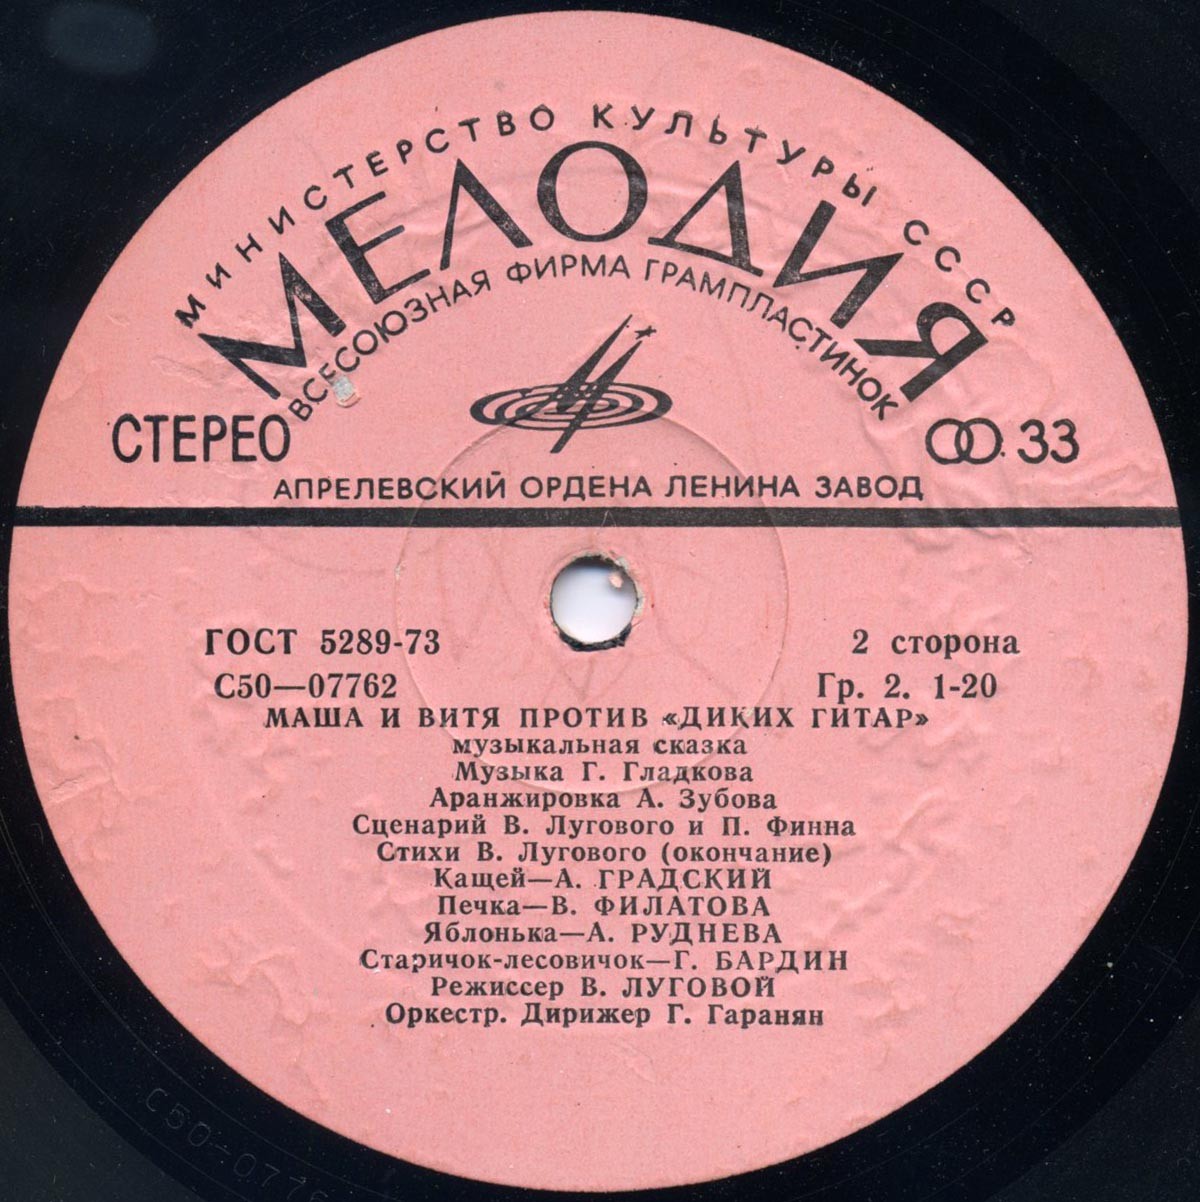 МИНИСТЕРСТВО КУЛЬТУРЫ СССР
МЕЛОДИЯ
ВСЕСОЮЗНАЯ ФИРМА ГРАМПЛАСТИНОК
СТЕРЕО
33
АПРЕЛЕВСКИЙ ОРДЕНА ЛЕНИНА ЗАВОД
ГОСТ 5289-73
2 сторона
С50—07762
Гр. 2. 1-20
МАША И ВИТЯ ПРОТИВ «ДИКИХ ГИТАР»
музыкальная сказка
Музыка Г. Гладкова
Аранжировка А. Зубова
Сценарий В. Лугового и П. Финна
Стихи В. Лугового (окончание)
Кащей—А. ГРАДСКИЙ
Печка—В. ФИЛАТОВА
Яблонька—А. РУДНЕВА
Старичок-лесовичок—Г. БАРДИН
Режиссер В. ЛУГОВОЙ
Оркестр. Дирижер Г. Гаранян
С50-0776